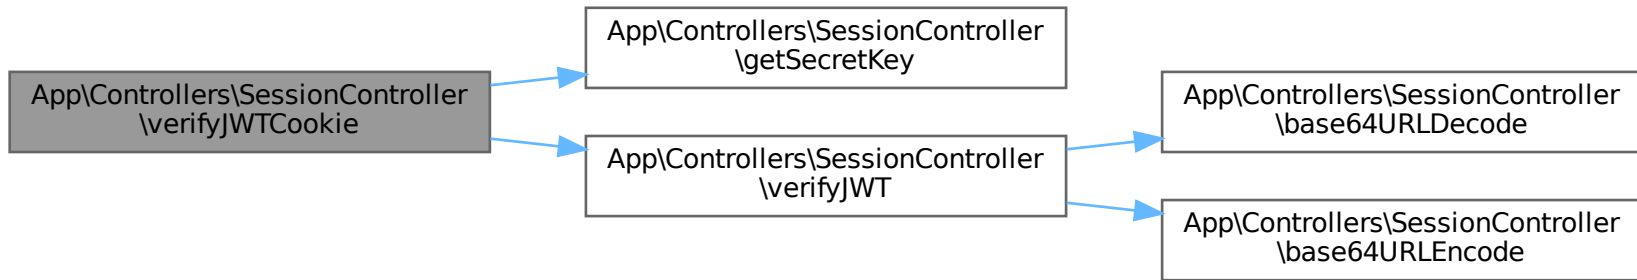 App\Controllers\SessionController
\verifyJWTCookie
App\Controllers\SessionController
\getSecretKey
App\Controllers\SessionController
\verifyJWT
App\Controllers\SessionController
\base64URLDecode
App\Controllers\SessionController
\base64URLEncode